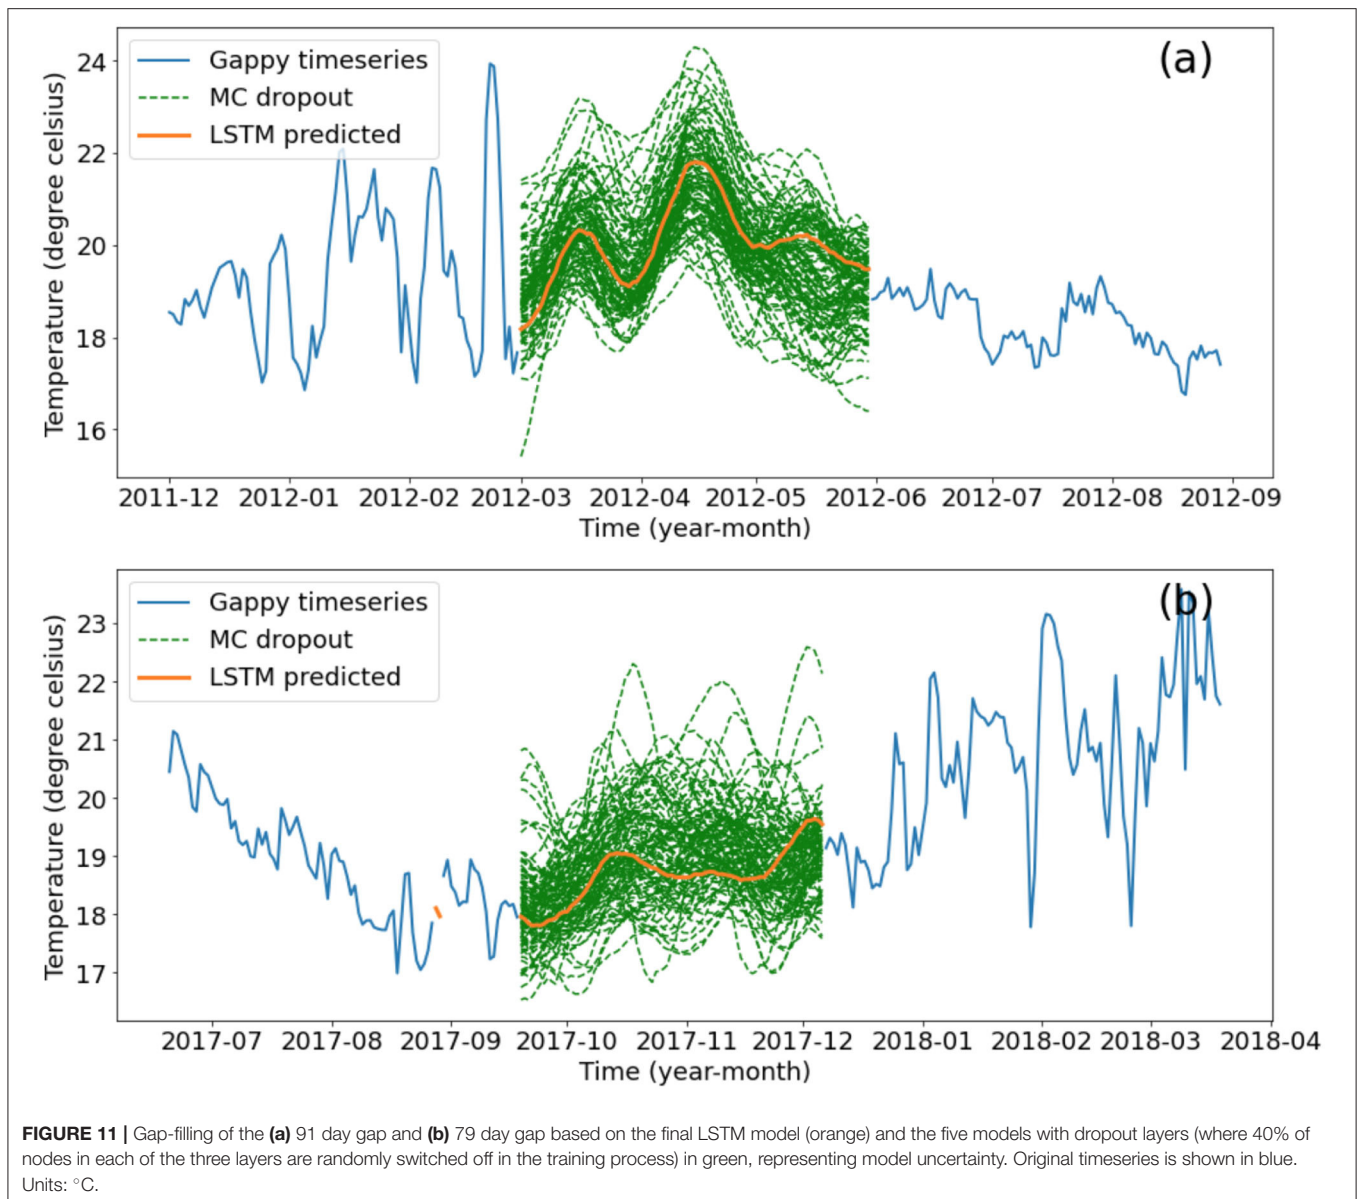 Gappy timeseries
MC dropout
LSTM predicted
(a)
Temperature (degree celsius)
24
22
20
18
16
2011-12 2012-01 2012-02 2012-03 2012-04 2012-05 2012-06 2012-07 2012-08 2012-09
Time (year-month)
Gappy timeseries
MC dropout
LSTM predicted
(b)
Temperature (degree celsius)
23
22
21
20
19
18
17
2017-07 2017-08 2017-09 2017-10 2017-11 2017-12 2018-01 2018-02 2018-03 2018-04
Time (year-month)
FIGURE 11 | Gap-filling of the (a) 91 day gap and (b) 79 day gap based on the final LSTM model (orange) and the five models with dropout layers (where 40% of
nodes in each of the three layers are randomly switched off in the training process) in green, representing model uncertainty. Original timeseries is shown in blue.
Units: °C.